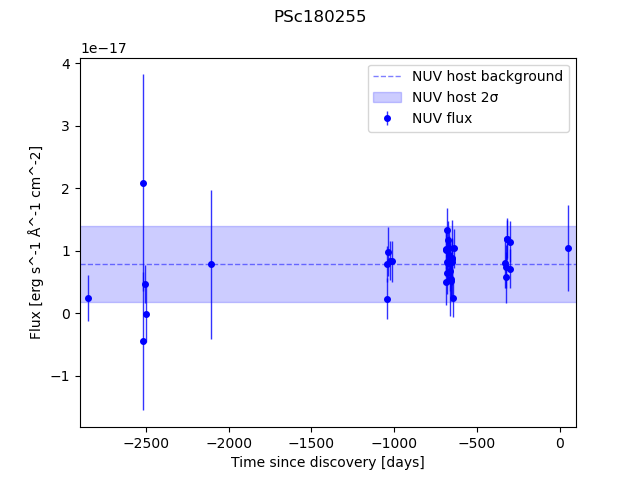 PSc180255
1e−17
NUV host background
NUV host 2σ
NUV flux
4
3
2
1
0
−1
Flux [erg s^-1 Å^-1 cm^-2]
−2500
−2000
−1500
−1000
−500
0
Time since discovery [days]